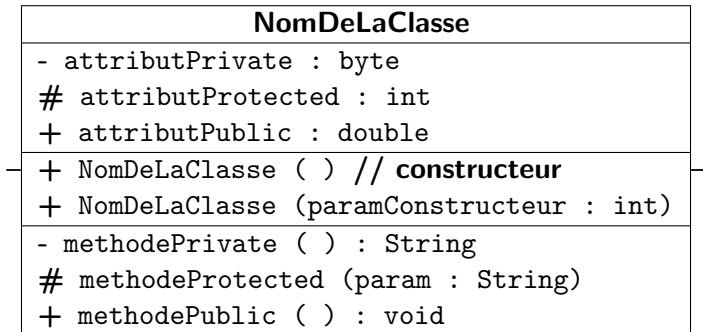 NomDeLaClasse
- attributPrivate : byte
# attributProtected : int
+ attributPublic : double
+ NomDeLaClasse ( ) // constructeur
+ NomDeLaClasse (paramConstructeur : int)
- methodePrivate ( ) : String
# methodeProtected (param : String)
+ methodePublic ( ) : void